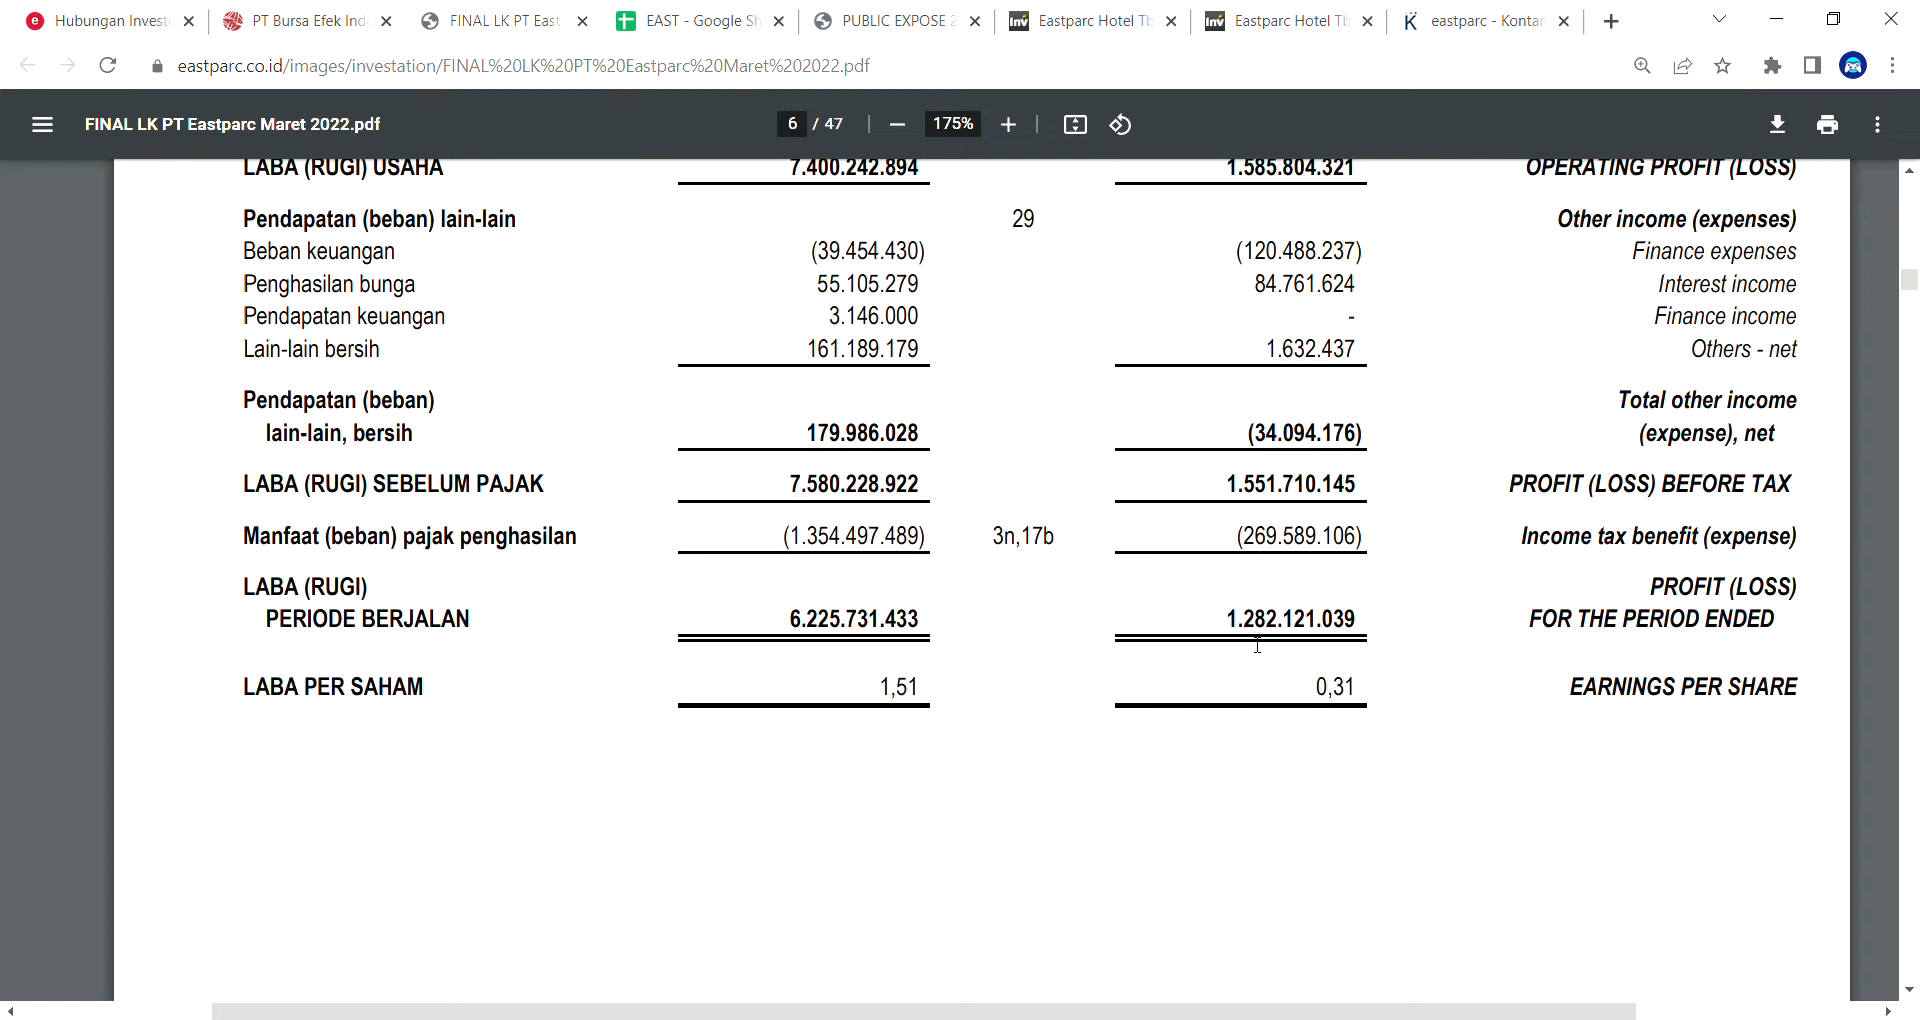 Hubungan Invest
PT Bursa Efek Ind
FINAL LK PT East
EAST - Google Sh
PUBLIC EXPOSE 2
Eastparc Hotel Tb
Eastparc Hotel Tb
eastparc - Kontan
eastparc.co.id/images/investation/FINAL%20LK%20PT%20Eastparc%20Maret%202022.pdf
FINAL LK PT Eastparc Maret 2022.pdf 6 / 47 175%
LABA (RUGI) USAHA 7.400.242.894 1.585.804.321 OPERATING PROFIT (LOSS)
Pendapatan (beban) lain-lain 29 Other income (expenses)
Beban keuangan (39.454.430) (120.488.237) Finance expenses
Penghasilan bunga 55.105.279 84.761.624 Interest income
Pendapatan keuangan 3.146.000 - Finance income
Lain-lain bersih 161.189.179 1.632.437 Others - net
Pendapatan (beban) Total other income
lain-lain, bersih 179.986.028 (34.094.176) (expense), net
LABA (RUGI) SEBELUM PAJAK 7.580.228.922 1.551.710.145 PROFIT (LOSS) BEFORE TAX
Manfaat (beban) pajak penghasilan (1.354.497.489) 3n,17b (269.589.106) Income tax benefit (expense)
LABA (RUGI) PROFIT (LOSS)
PERIODE BERJALAN 6.225.731.433 1.282.121.039 FOR THE PERIOD ENDED
LABA PER SAHAM 1,51 0,31 EARNINGS PER SHARE